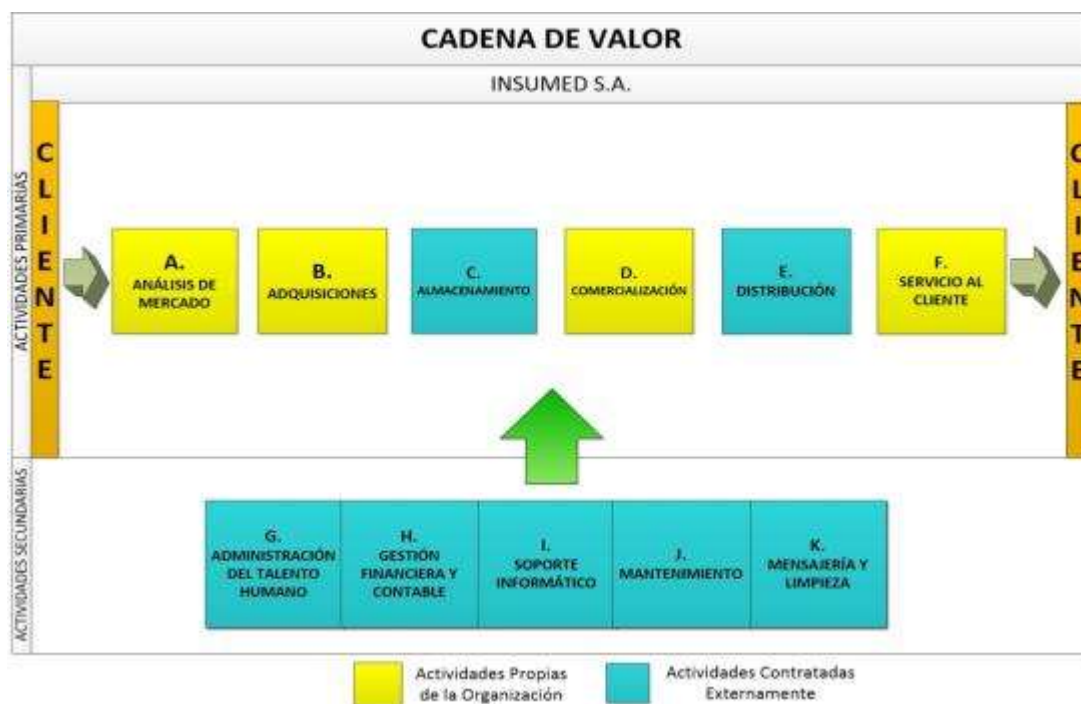 CADENA DE VALOR
INSUMED S.A.
ACTIVIDADES PRIMARIAS
CLIENTE
A.
ANÁLISIS DE
MERCADO
B.
ADQUISICIONES
C.
ALMACENAMIENTO
D.
COMERCIALIZACIÓN
E.
DISTRIBUCIÓN
F.
SERVICIO AL
CLIENTE
CLIENTE
ACTIVIDADES SECUNDARIAS
G.
ADMINISTRACIÓN
DEL TALENTO
HUMANO
H.
GESTIÓN
FINANCIERA Y
CONTABLE
I.
SOPORTE
INFORMÁTICO
J.
MANTENIMIENTO
K.
MENSAJERÍA Y
LIMPIEZA
Actividades Propias
de la Organización
Actividades Contratadas
Externamente